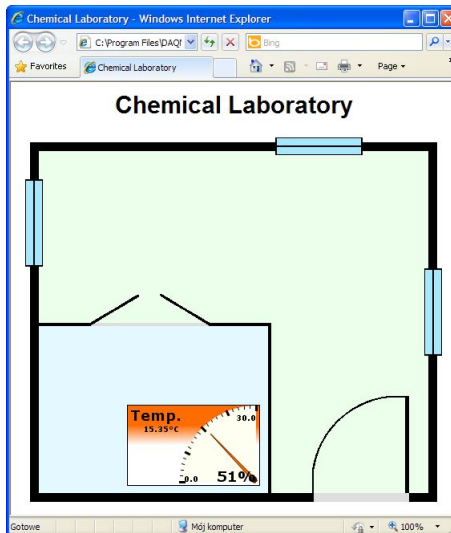 Chemical Laboratory - Windows Internet Explorer
C:\Program Files\DAQ
Bing
Favorites
Chemical Laboratory
Page
Chemical Laboratory
Temp.
15.35°C
30.0
0.0
51%
Gotowe
Mój komputer
100%